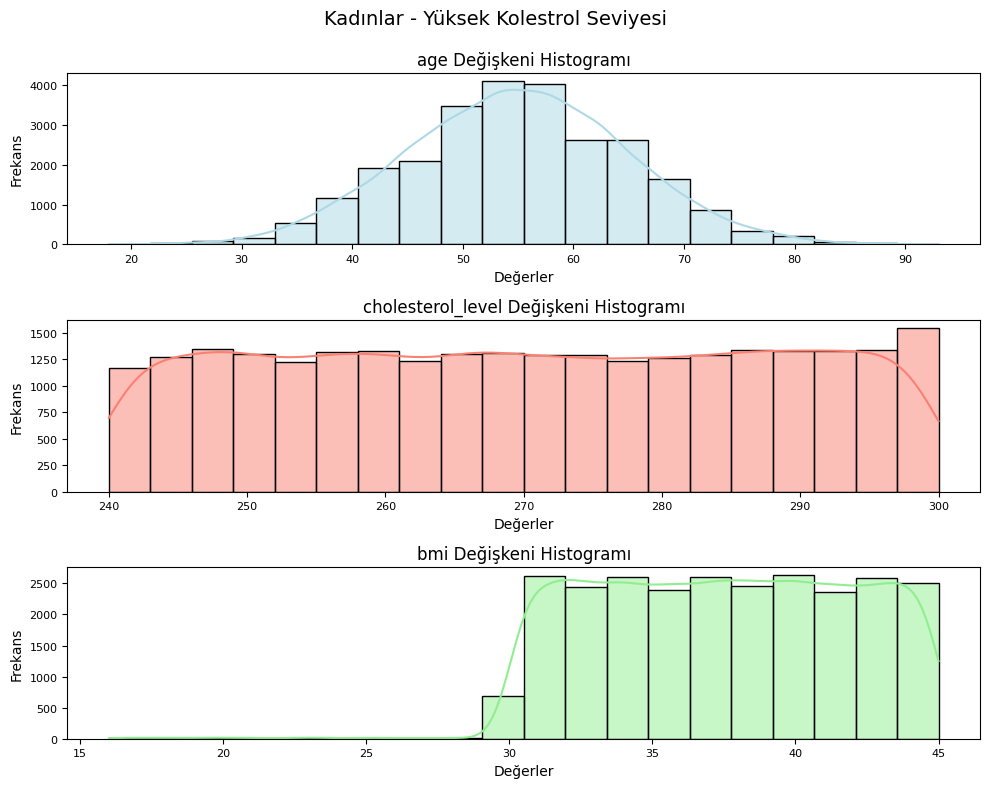 Kadınlar - Yüksek Kolestrol Seviyesi
age Değişkeni Histogramı
4000
3000
2000
1000
0
Frekans
20 30 40 50 60 70 80 90
Değerler
cholesterol_level Değişkeni Histogramı
1500
1250
1000
750
500
250
0
Frekans
240 250 260 270 280 290 300
Değerler
bmi Değişkeni Histogramı
2500
2000
1500
1000
500
0
Frekans
15 20 25 30 35 40 45
Değerler